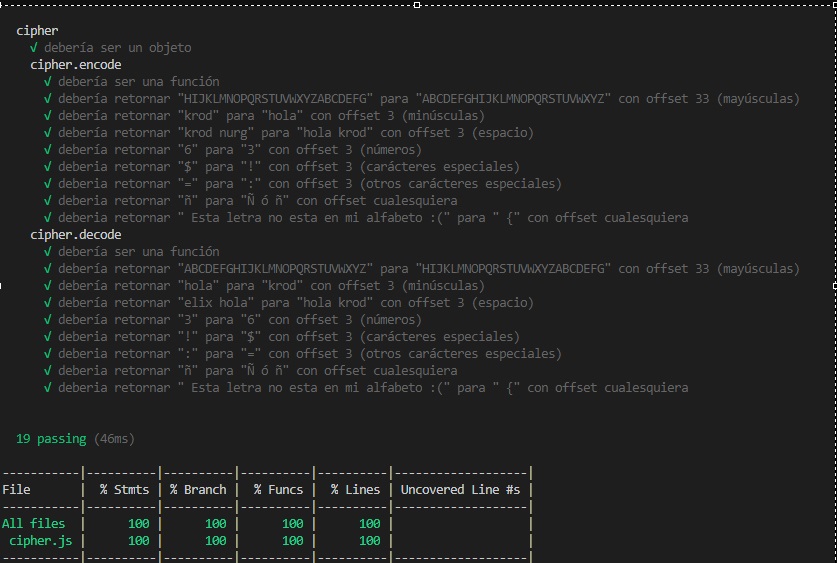 cipher
√ debería ser un objeto
cipher.encode
√ debería ser una función
√ debería retornar "HIJKLMNOPQRSTUVWXYZABCDEFG" para "ABCDEFGHIJKLMNOPQRSTUVWXYZ" con offset 33 (mayúsculas)
√ debería retornar "krod" para "hola" con offset 3 (minúsculas)
√ debería retornar "krod nurg" para "hola krod" con offset 3 (espacio)
√ debería retornar "6" para "3" con offset 3 (números)
√ debería retornar "$" para "!" con offset 3 (carácteres especiales)
√ deberia retornar "=" para ":" con offset 3 (otros carácteres especiales)
√ deberia retornar "ñ" para "Ñ ó ñ" con offset cualesquiera
√ deberia retornar " Esta letra no esta en mi alfabeto :(" para " {" con offset cualesquiera
cipher.decode
√ debería ser una función
√ debería retornar "ABCDEFGHIJKLMNOPQRSTUVWXYZ" para "HIJKLMNOPQRSTUVWXYZABCDEFG" con offset 33 (mayúsculas)
√ debería retornar "hola" para "krod" con offset 3 (minúsculas)
√ debería retornar "elix hola" para "hola krod" con offset 3 (espacio)
√ debería retornar "3" para "6" con offset 3 (números)
√ debería retornar "!" para "$" con offset 3 (carácteres especiales)
√ deberia retornar ":" para "=" con offset 3 (otros carácteres especiales)
√ deberia retornar "ñ" para "Ñ ó ñ" con offset cualesquiera
√ deberia retornar " Esta letra no esta en mi alfabeto :(" para " {" con offset cualesquiera
19 passing (46ms)
-----------|----------|----------|----------|----------|-------------------|
File | % Stmts | % Branch | % Funcs | % Lines | Uncovered Line #s |
-----------|----------|----------|----------|----------|-------------------|
All files | 100 | 100 | 100 | 100 | |
cipher.js | 100 | 100 | 100 | 100 | |
-----------|----------|----------|----------|----------|-------------------|